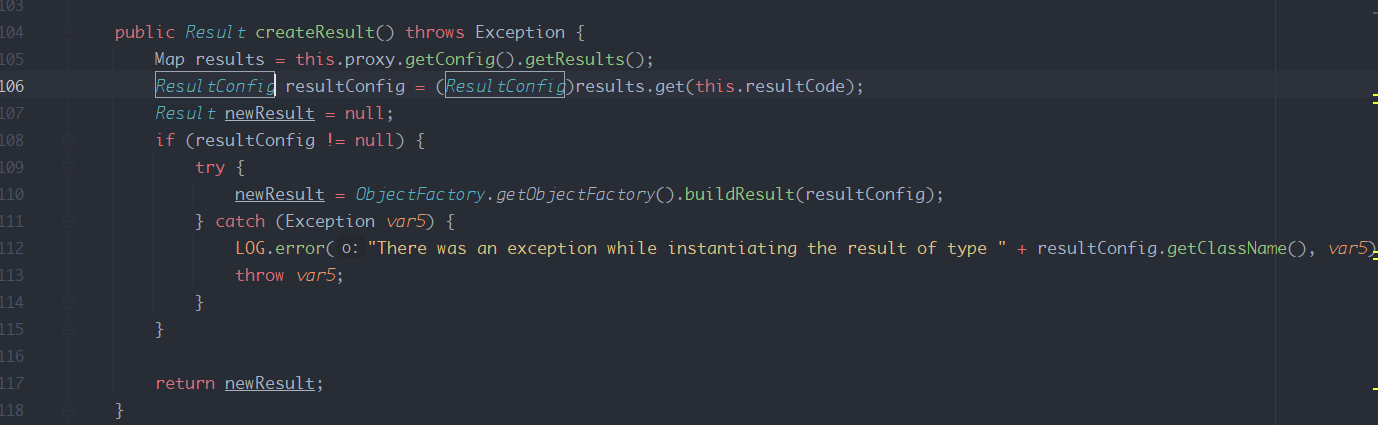 103
104 public Result createResult() throws Exception {
105 Map results = this.proxy.getConfig().getResults();
106 ResultConfig resultConfig = (ResultConfig)results.get(this.resultCode);
107 Result newResult = null;
108 if (resultConfig != null) {
109 try {
110 newResult = ObjectFactory.getObjectFactory().buildResult(resultConfig);
111 } catch (Exception var5) {
112 LOG.error( o: "There was an exception while instantiating the result of type " + resultConfig.getClassName(), var5)
113 throw var5;
114 }
115 }
116
117 return newResult;
118 }